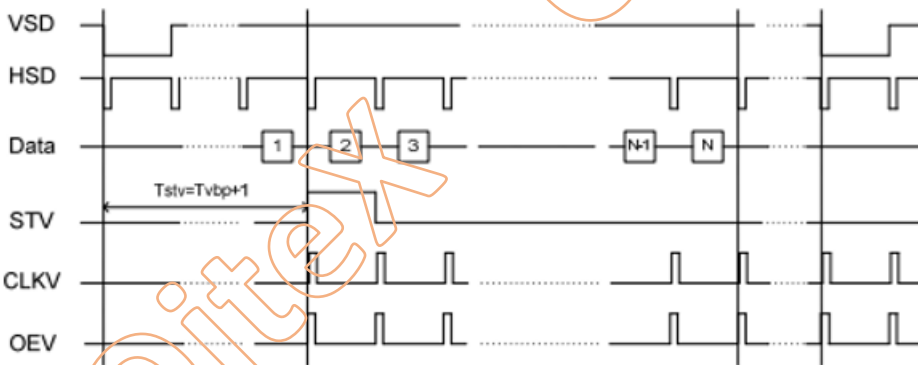 VSD
HSD
Data 1 2 3 N-1 N
Tstv=Tvbp+1
STV
CLKV
OEV